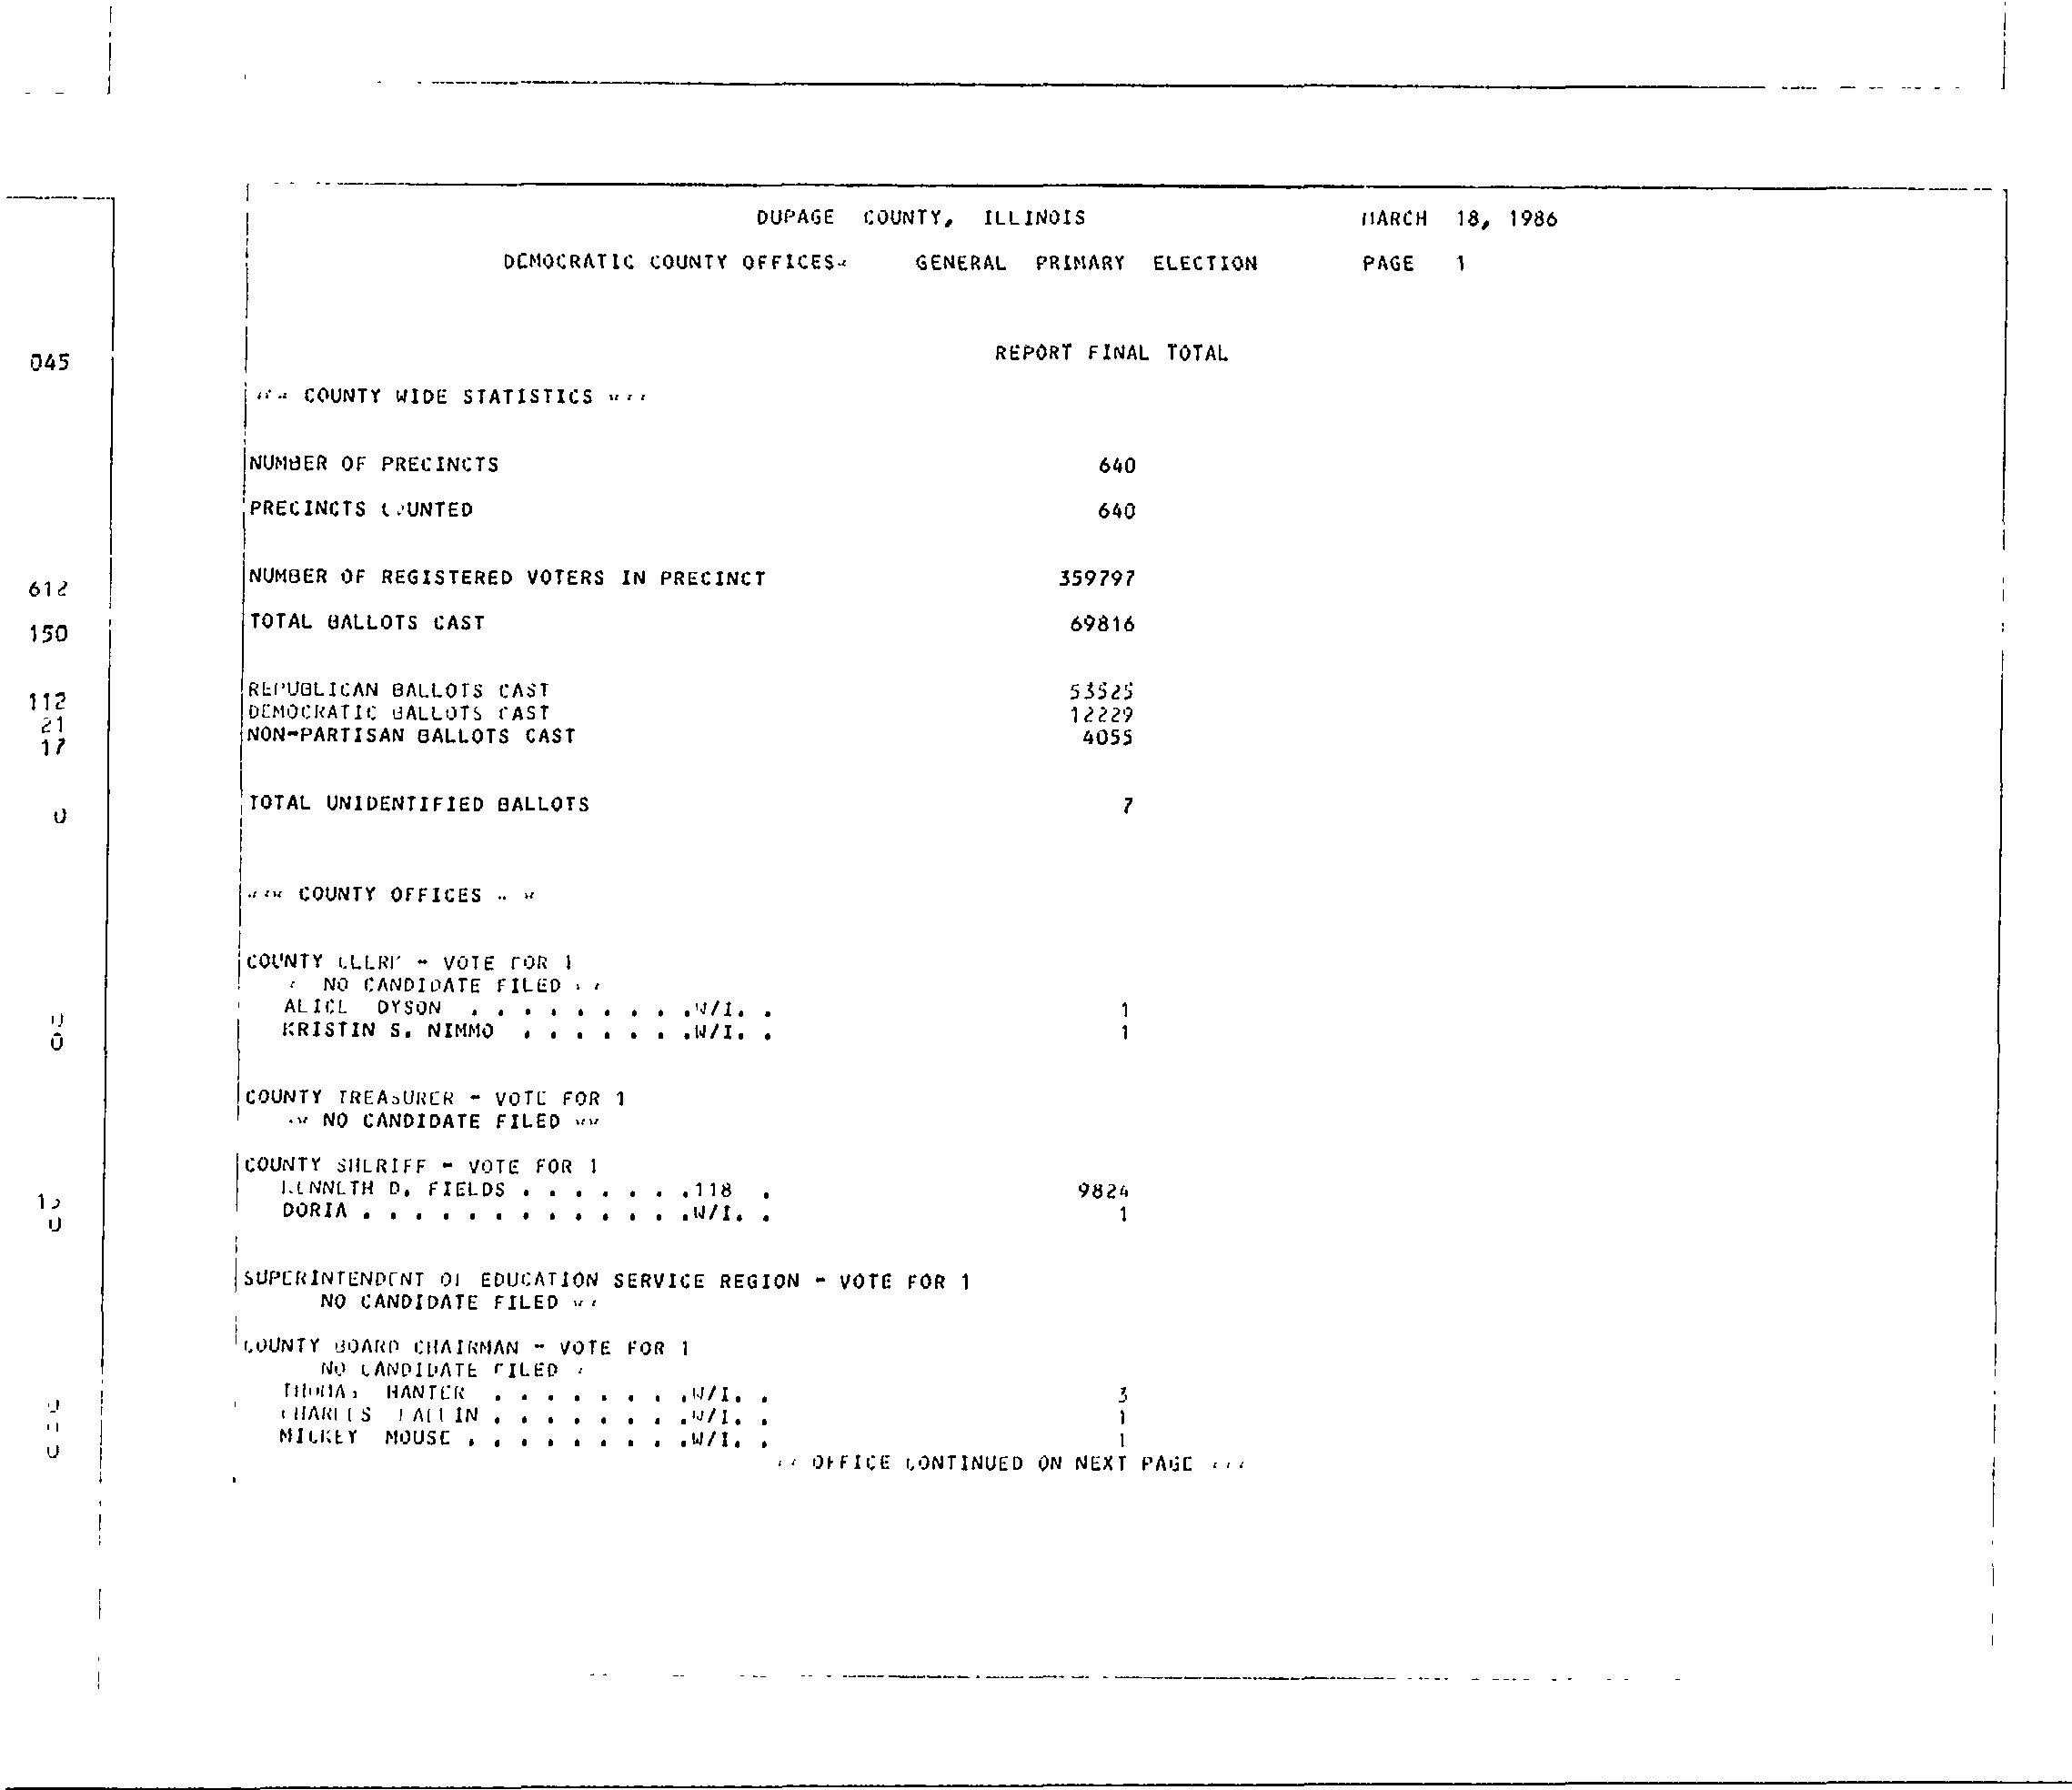 DUPAGE COUNTY, ILLINOIS MARCH 18, 1986
DEMOCRATIC COUNTY OFFICES GENERAL PRIMARY ELECTION PAGE 1
045
REPORT FINAL TOTAL
COUNTY WIDE STATISTICS
NUMBER OF PRECINCTS 640
PRECINCTS COUNTED 640
612
NUMBER OF REGISTERED VOTERS IN PRECINCT 359797
150
TOTAL BALLOTS CAST 69816
112
REPUBLICAN BALLOTS CAST 53525
21
DEMOCRATIC BALLOTS CAST 12229
17
NON-PARTISAN BALLOTS CAST 4055
0
TOTAL UNIDENTIFIED BALLOTS 7
COUNTY OFFICES
COUNTY CLERK - VOTE FOR 1
NO CANDIDATE FILED
0
ALICE DYSON . . . . . . . . .W/I. . 1
0
KRISTIN S. NIMMO . . . . . . .W/I. . 1
COUNTY TREASURER - VOTE FOR 1
NO CANDIDATE FILED
COUNTY SHERIFF - VOTE FOR 1
KENNETH D. FIELDS . . . . . . .118 . 9824
0
DORIA . . . . . . . . . . . . .W/I. . 1
SUPERINTENDENT OF EDUCATION SERVICE REGION - VOTE FOR 1
NO CANDIDATE FILED
COUNTY BOARD CHAIRMAN - VOTE FOR 1
NO CANDIDATE FILED
THOMAS HANTER . . . . . . . .W/I. . 3
CHARLES . . . . . . . .W/I. . 1
MICKEY MOUSE . . . . . . . . .W/I. . 1
OFFICE CONTINUED ON NEXT PAGE